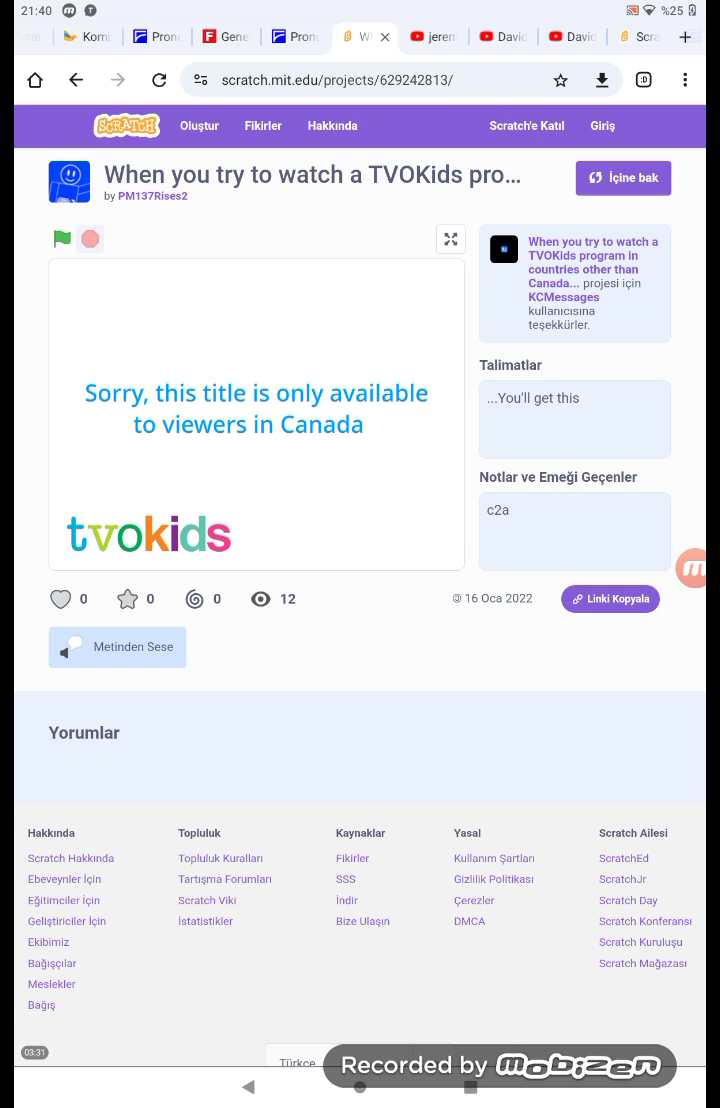 21:40
%25
Komi
Pronc
Gene
Pronu
jerem
David
David
Scra
scratch.mit.edu/projects/629242813/
SCRATCH
Oluştur
Fikirler
Hakkında
Scratch'e Katıl
Giriş
When you try to watch a TVOKids pro...
by PM137Rises2
İçine bak
When you try to watch a
TVOKids program in
countries other than
Canada... projesi için
KCMessages
kullanıcısına
teşekkürler.
Sorry, this title is only available
to viewers in Canada
tvokids
Talimatlar
...You'll get this
Notlar ve Emeği Geçenler
c2a
0
0
0
12
© 16 Oca 2022
Linki Kopyala
Metinden Sese
Yorumlar
Hakkında
Scratch Hakkında
Ebeveynler İçin
Eğitimciler İçin
Geliştiriciler İçin
Ekibimiz
Bağışçılar
Meslekler
Bağış
Topluluk
Topluluk Kuralları
Tartışma Forumları
Scratch Viki
İstatistikler
Kaynaklar
Fikirler
SSS
İndir
Bize Ulaşın
Yasal
Kullanım Şartları
Gizlilik Politikası
Çerezler
DMCA
Scratch Ailesi
ScratchEd
ScratchJr
Scratch Day
Scratch Konferansı
Scratch Kuruluşu
Scratch Mağazası
03:31
Türkçe
Recorded by mobizen